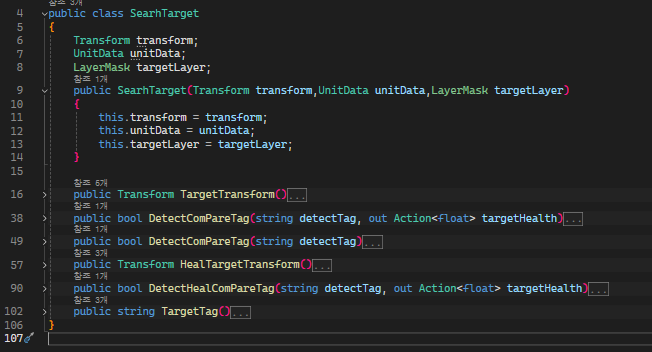 참조 3개
4 public class SearhTarget
5 {
6 Transform transform;
7 UnitData unitData;
8 LayerMask targetLayer;
참조 1개
9 public SearhTarget(Transform transform,UnitData unitData,LayerMask targetLayer)
10 {
11 this.transform = transform;
12 this.unitData = unitData;
13 this.targetLayer = targetLayer;
14 }
15
참조 6개
16 public Transform TargetTransform()...
참조 1개
38 public bool DetectComPareTag(string detectTag, out Action<float> targetHealth)...
참조 1개
49 public bool DetectComPareTag(string detectTag)...
참조 3개
57 public Transform HealTargetTransform()...
참조 1개
90 public bool DetectHealComPareTag(string detectTag, out Action<float> targetHealth)...
참조 3개
102 public string TargetTag()...
106 }
107